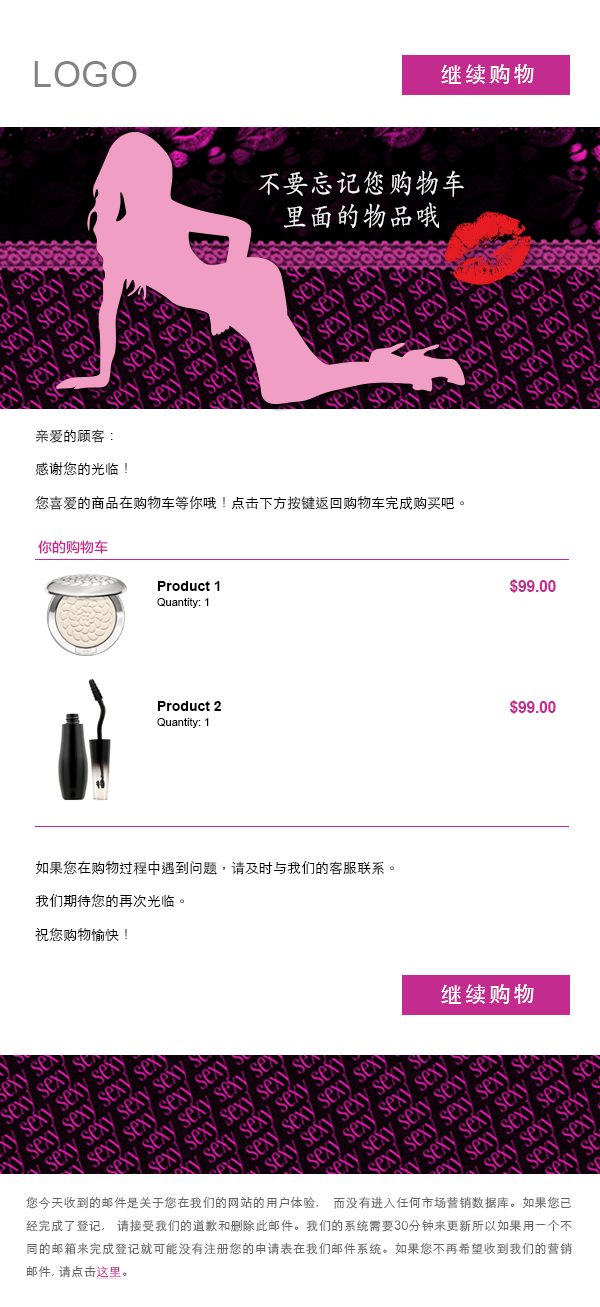 LOGO
继续购物
不要忘记您购物车
里面的物品哦
亲爱的顾客：
感谢您的光临！
您喜爱的商品在购物车等你哦！点击下方按键返回购物车完成购买吧。
你的购物车
Product 1
$99.00
Quantity: 1
Product 2
$99.00
Quantity: 1
如果您在购物过程中遇到问题，请及时与我们的客服联系。
我们期待您的再次光临。
祝您购物愉快！
继续购物
sexy sexy sexy sexy
您今天收到的邮件是关于您在我们的网站的用户体验， 而没有进入任何市场营销数据库。如果您已
经完成了登记， 请接受我们的道歉和删除此邮件。我们的系统需要30分钟来更新所以如果用一个不
同的邮箱来完成登记就可能没有注册您的申请表在我们邮件系统。如果您不再希望收到我们的营销
邮件, 请点击这里。